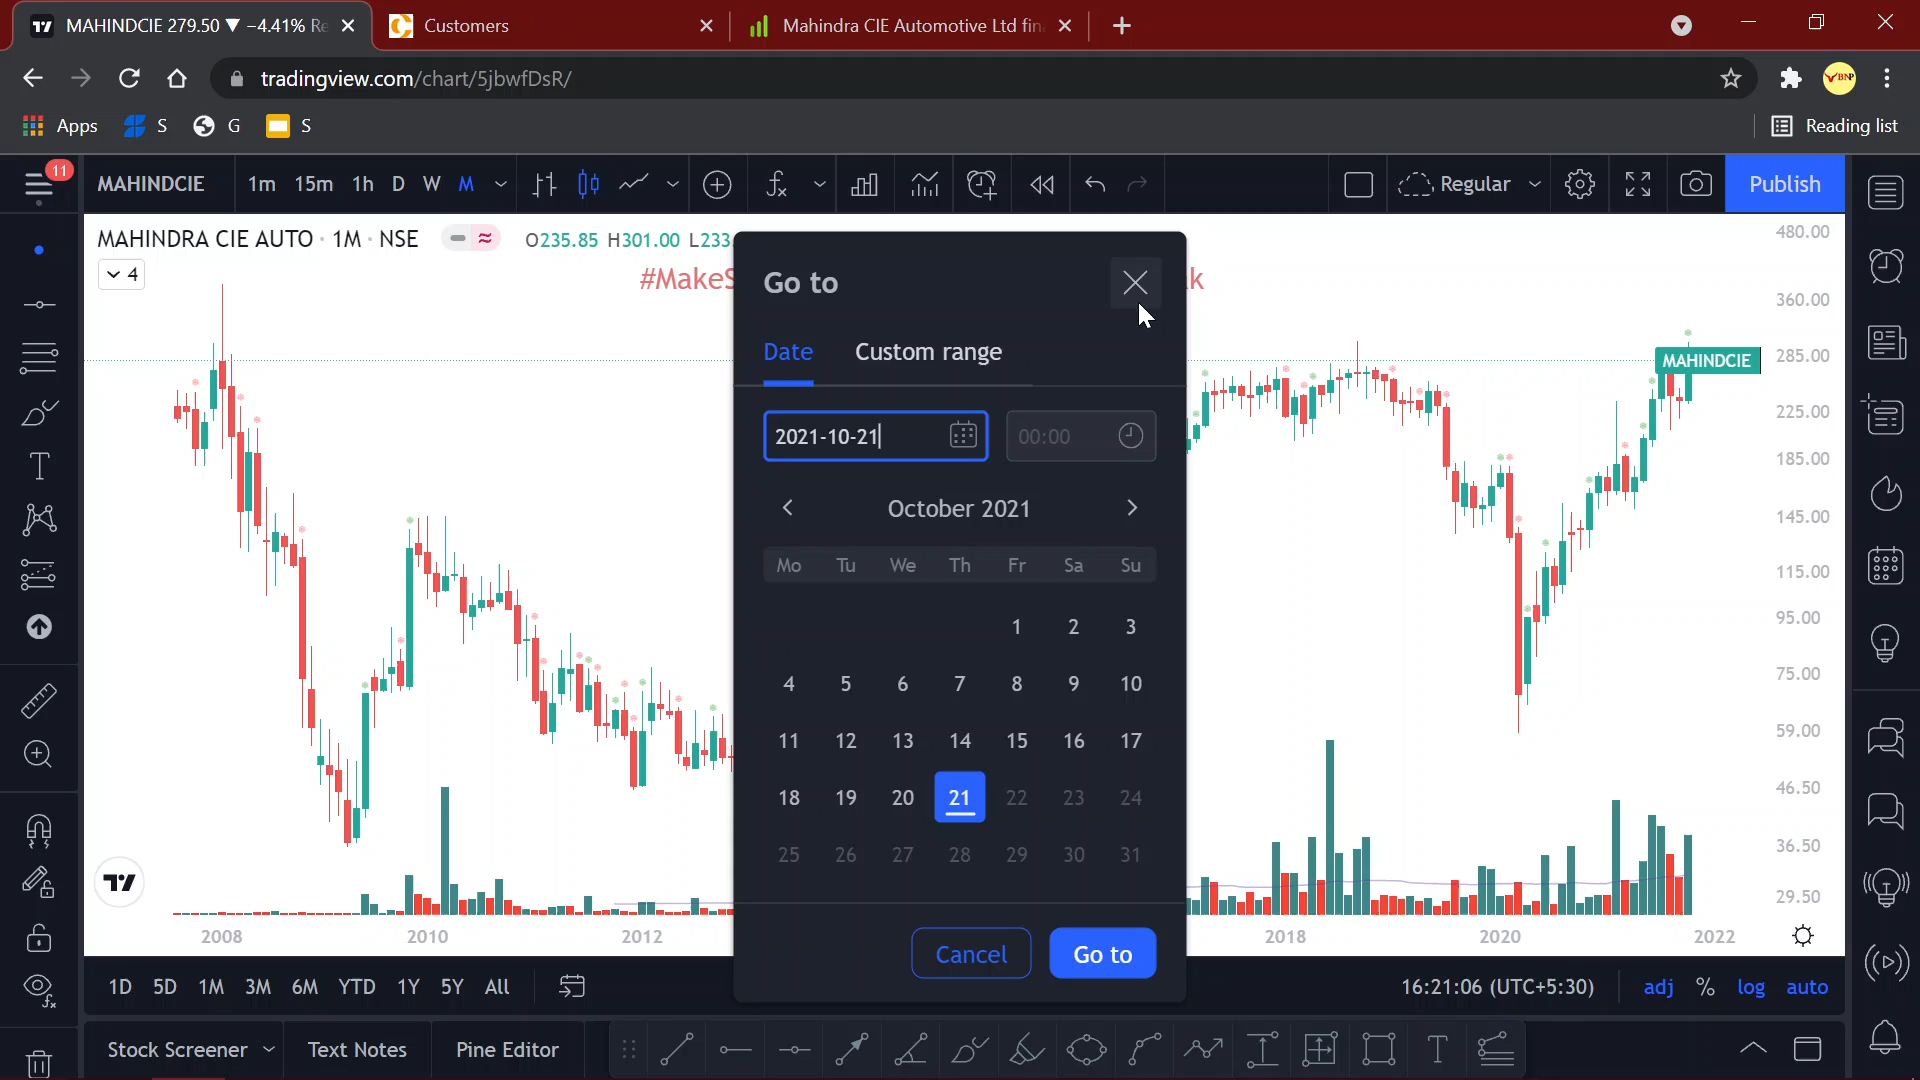 MAHINDCIE 279.50 ▼ −4.41% Re
Customers
Mahindra CIE Automotive Ltd fin
tradingview.com/chart/5jbwfDsR/
BNP
Apps S G S Reading list
11
MAHINDCIE 1m 15m 1h D W M Regular Publish
MAHINDRA CIE AUTO · 1M · NSE O235.85 H301.00 L233.
4
#MakeS
k
480.00
360.00
285.00
225.00
185.00
145.00
115.00
95.00
75.00
59.00
46.50
36.50
29.50
MAHINDCIE
Go to
Date Custom range
2021-10-21 00:00
October 2021
Mo Tu We Th Fr Sa Su
1 2 3
4 5 6 7 8 9 10
11 12 13 14 15 16 17
18 19 20 21 22 23 24
25 26 27 28 29 30 31
Cancel Go to
2008 2010 2012 2018 2020 2022
1D 5D 1M 3M 6M YTD 1Y 5Y All 16:21:06 (UTC+5:30) adj % log auto
Stock Screener Text Notes Pine Editor